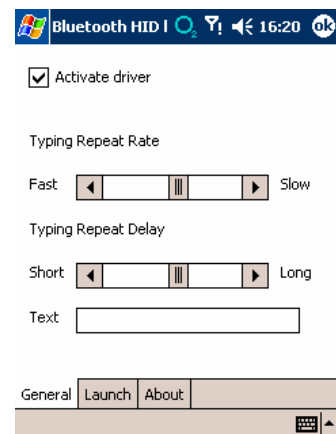 Bluetooth HID I O2 16:20 ok
Activate driver
Typing Repeat Rate
Fast Slow
Typing Repeat Delay
Short Long
Text
General Launch About